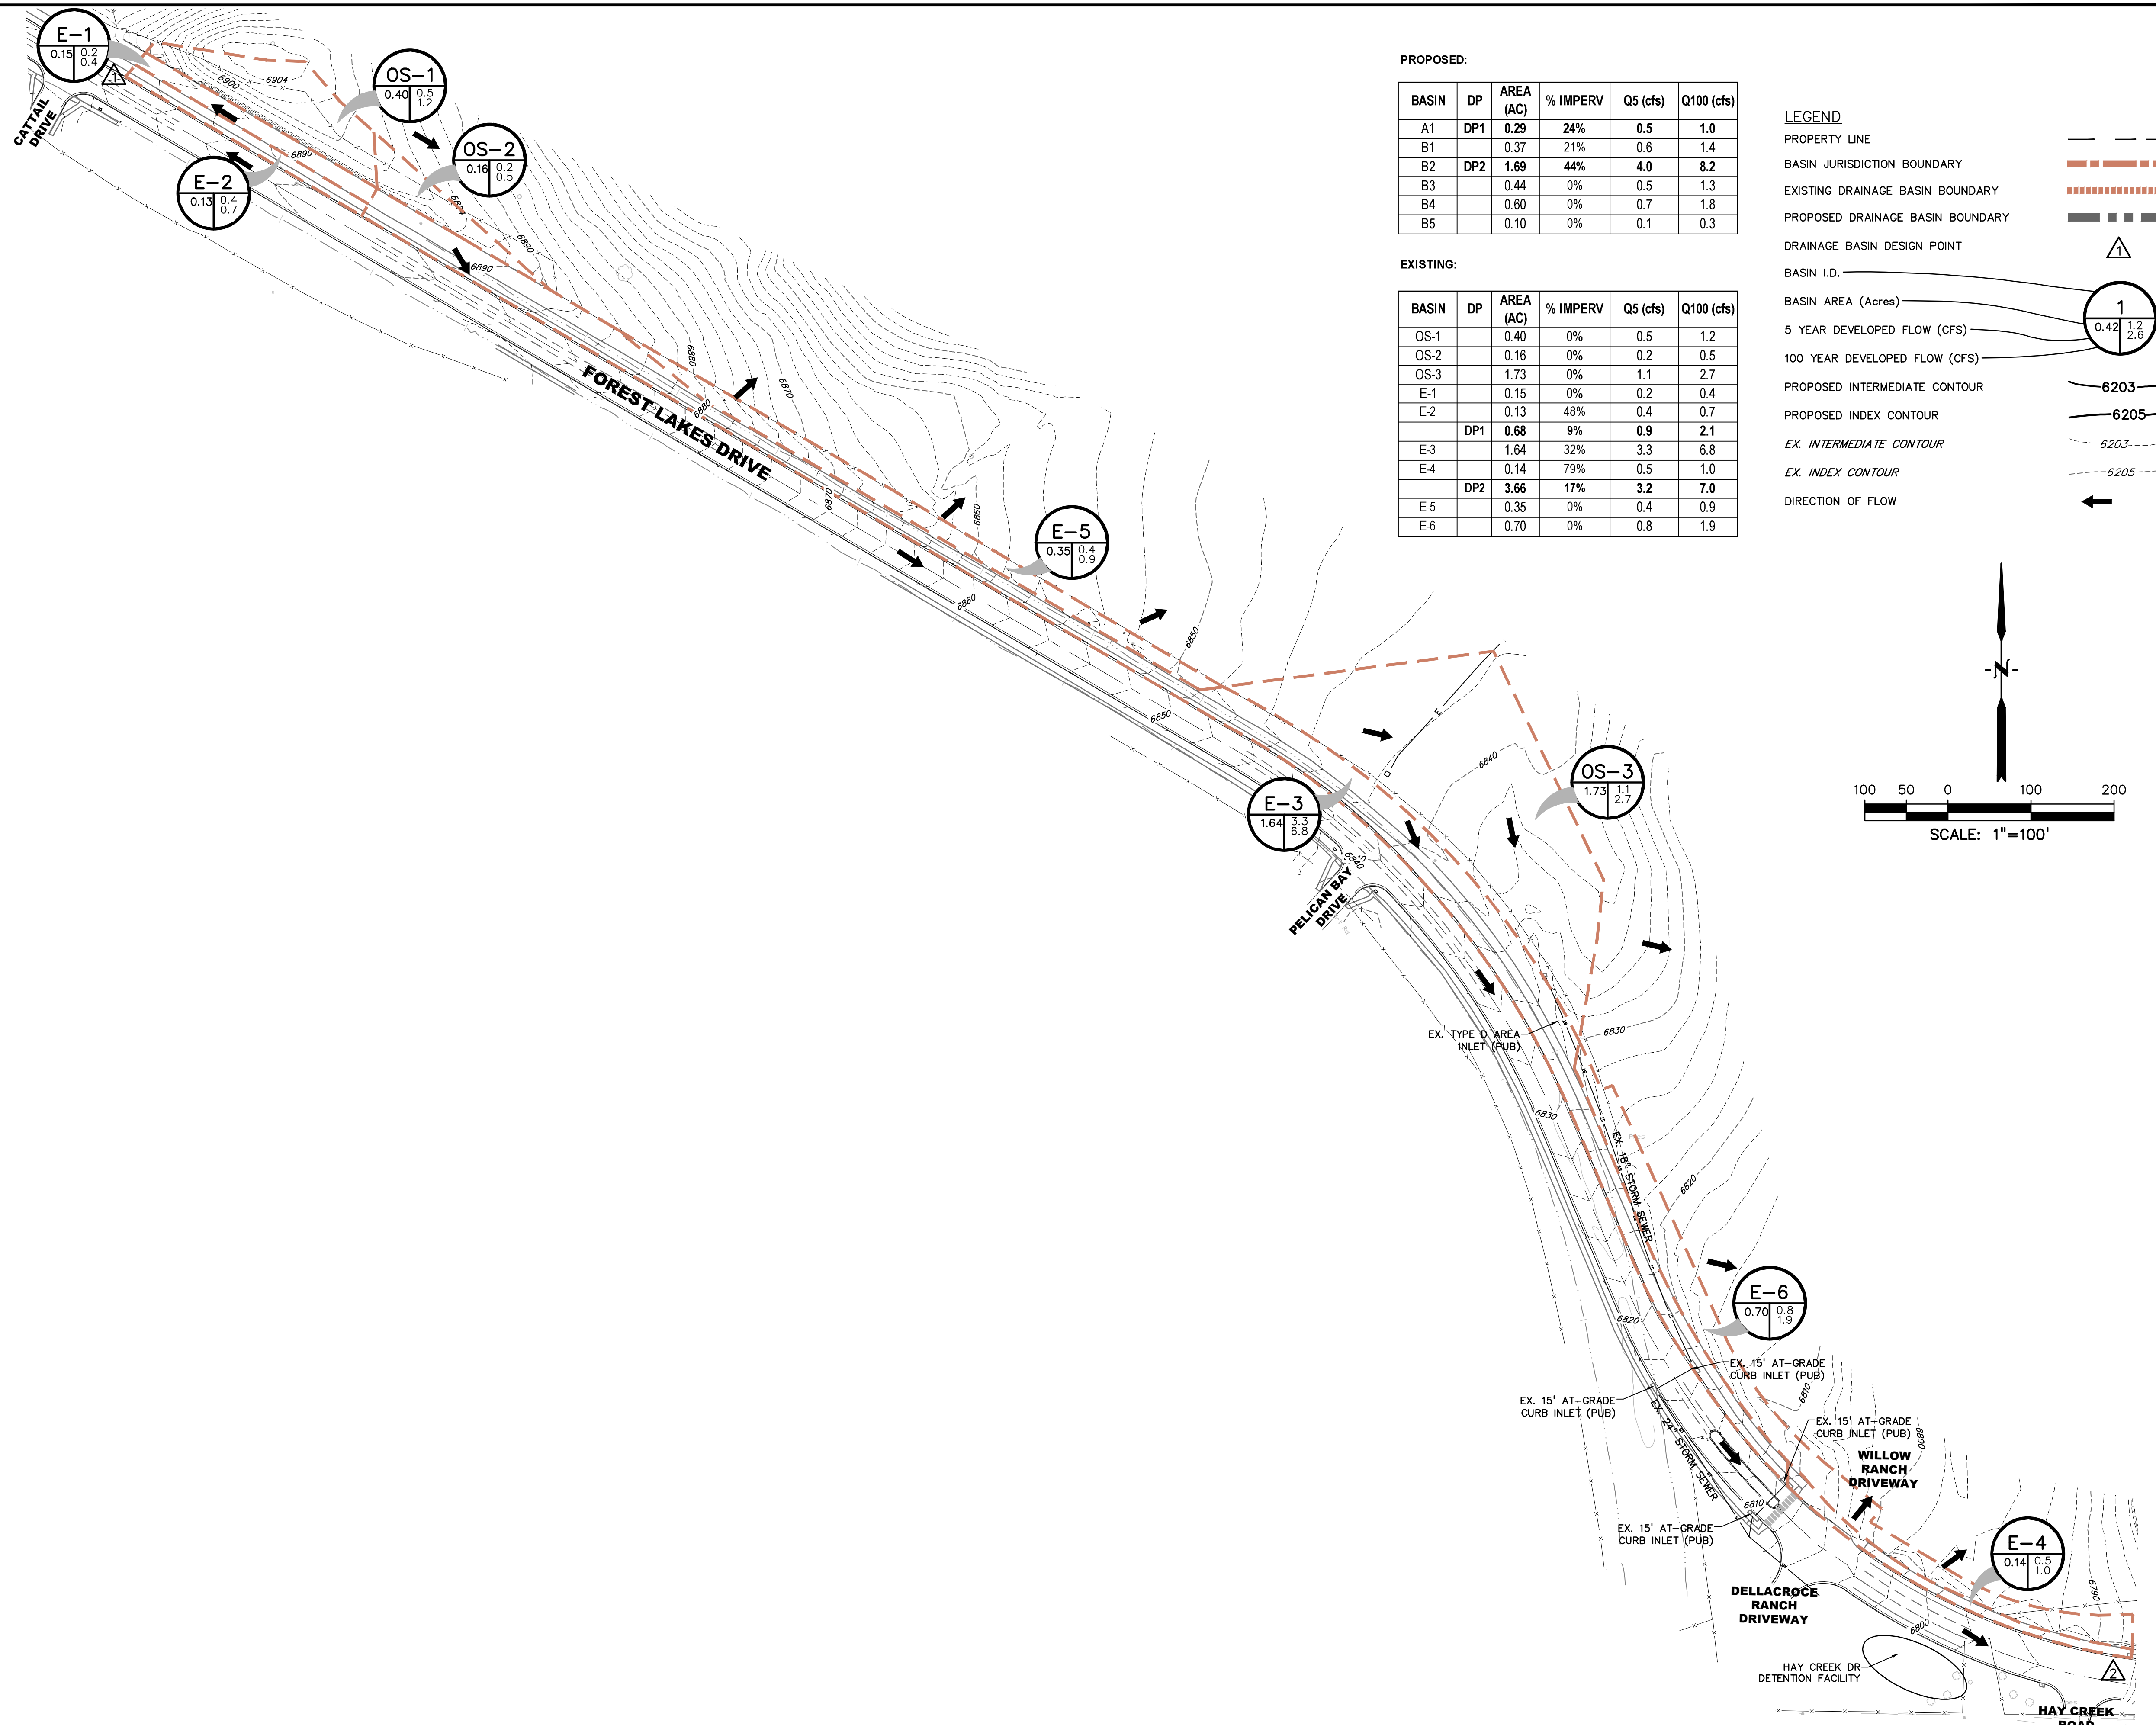 E-1
0.15 0.2
0.4
1
CATTAIL
DRIVE
6900
6904
OS-1
0.40 0.5
1.2
OS-2
0.16 0.2
0.5
E-2
0.13 0.4
0.7
6890
6894
6890
6890
6880
6870
6880
FOREST LAKES DRIVE
6870
6860
6860
E-5
0.35 0.4
0.9
6850
6850
E
6840
OS-3
1.73 1.1
2.7
E-3
1.64 3.3
6.8
6840
PELICAN BAY
DRIVE
EX. TYPE D AREA
INLET (PUB)
6830
6830
EX. 18" STORM SEWER
6820
6820
E-6
0.70 0.8
1.9
EX. 15' AT-GRADE
CURB INLET (PUB)
6810
EX. 15' AT-GRADE
CURB INLET (PUB)
EX. 24" STORM SEWER
EX. 15' AT-GRADE
CURB INLET (PUB)
6800
WILLOW
RANCH
DRIVEWAY
6810
EX. 15' AT-GRADE
CURB INLET (PUB)
E-4
0.14 0.5
1.0
6790
DELLACROCE
RANCH
DRIVEWAY
6800
HAY CREEK DR
DETENTION FACILITY
2
HAY CREEK
ROAD
PROPOSED:
BASIN DP AREA (AC) % IMPERV Q5 (cfs) Q100 (cfs)
A1 DP1 0.29 24% 0.5 1.0
B1 0.37 21% 0.6 1.4
B2 DP2 1.69 44% 4.0 8.2
B3 0.44 0% 0.5 1.3
B4 0.60 0% 0.7 1.8
B5 0.10 0% 0.1 0.3
EXISTING:
BASIN DP AREA (AC) % IMPERV Q5 (cfs) Q100 (cfs)
OS-1 0.40 0% 0.5 1.2
OS-2 0.16 0% 0.2 0.5
OS-3 1.73 0% 1.1 2.7
E-1 0.15 0% 0.2 0.4
E-2 0.13 48% 0.4 0.7
DP1 0.68 9% 0.9 2.1
E-3 1.64 32% 3.3 6.8
E-4 0.14 79% 0.5 1.0
DP2 3.66 17% 3.2 7.0
E-5 0.35 0% 0.4 0.9
E-6 0.70 0% 0.8 1.9
LEGEND
PROPERTY LINE
BASIN JURISDICTION BOUNDARY
EXISTING DRAINAGE BASIN BOUNDARY
PROPOSED DRAINAGE BASIN BOUNDARY
DRAINAGE BASIN DESIGN POINT 1
BASIN I.D.
BASIN AREA (Acres)
5 YEAR DEVELOPED FLOW (CFS)
100 YEAR DEVELOPED FLOW (CFS)
1
0.42 1.2
2.6
PROPOSED INTERMEDIATE CONTOUR 6203
PROPOSED INDEX CONTOUR 6205
EX. INTERMEDIATE CONTOUR 6203
EX. INDEX CONTOUR 6205
DIRECTION OF FLOW
N
100 50 0 100 200
SCALE: 1"=100'